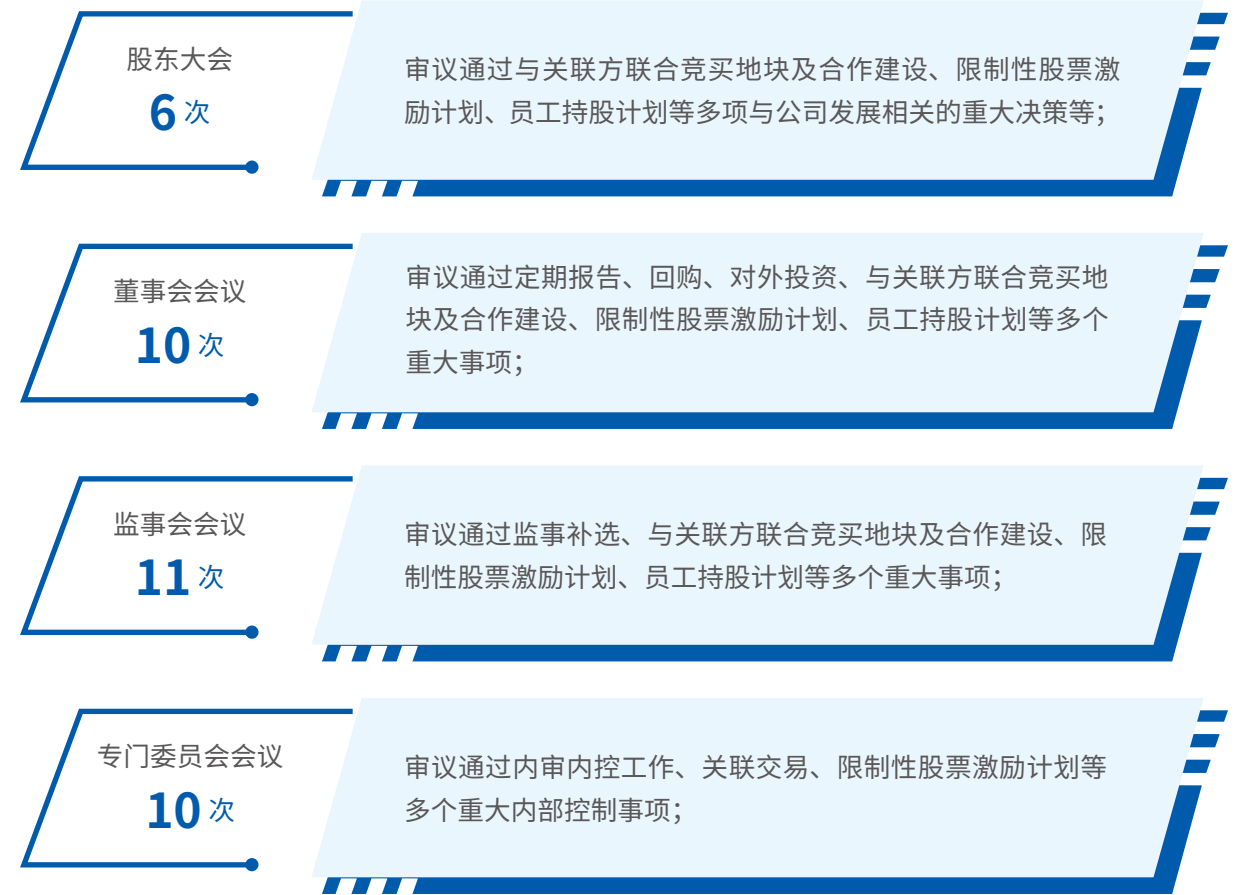 股东大会
6 次
审议通过与关联方联合竞买地块及合作建设、限制性股票激
励计划、员工持股计划等多项与公司发展相关的重大决策等；
董事会会议
10 次
审议通过定期报告、回购、对外投资、与关联方联合竞买地
块及合作建设、限制性股票激励计划、员工持股计划等多个
重大事项；
监事会会议
11 次
审议通过监事补选、与关联方联合竞买地块及合作建设、限
制性股票激励计划、员工持股计划等多个重大事项；
专门委员会会议
10 次
审议通过内审内控工作、关联交易、限制性股票激励计划等
多个重大内部控制事项；